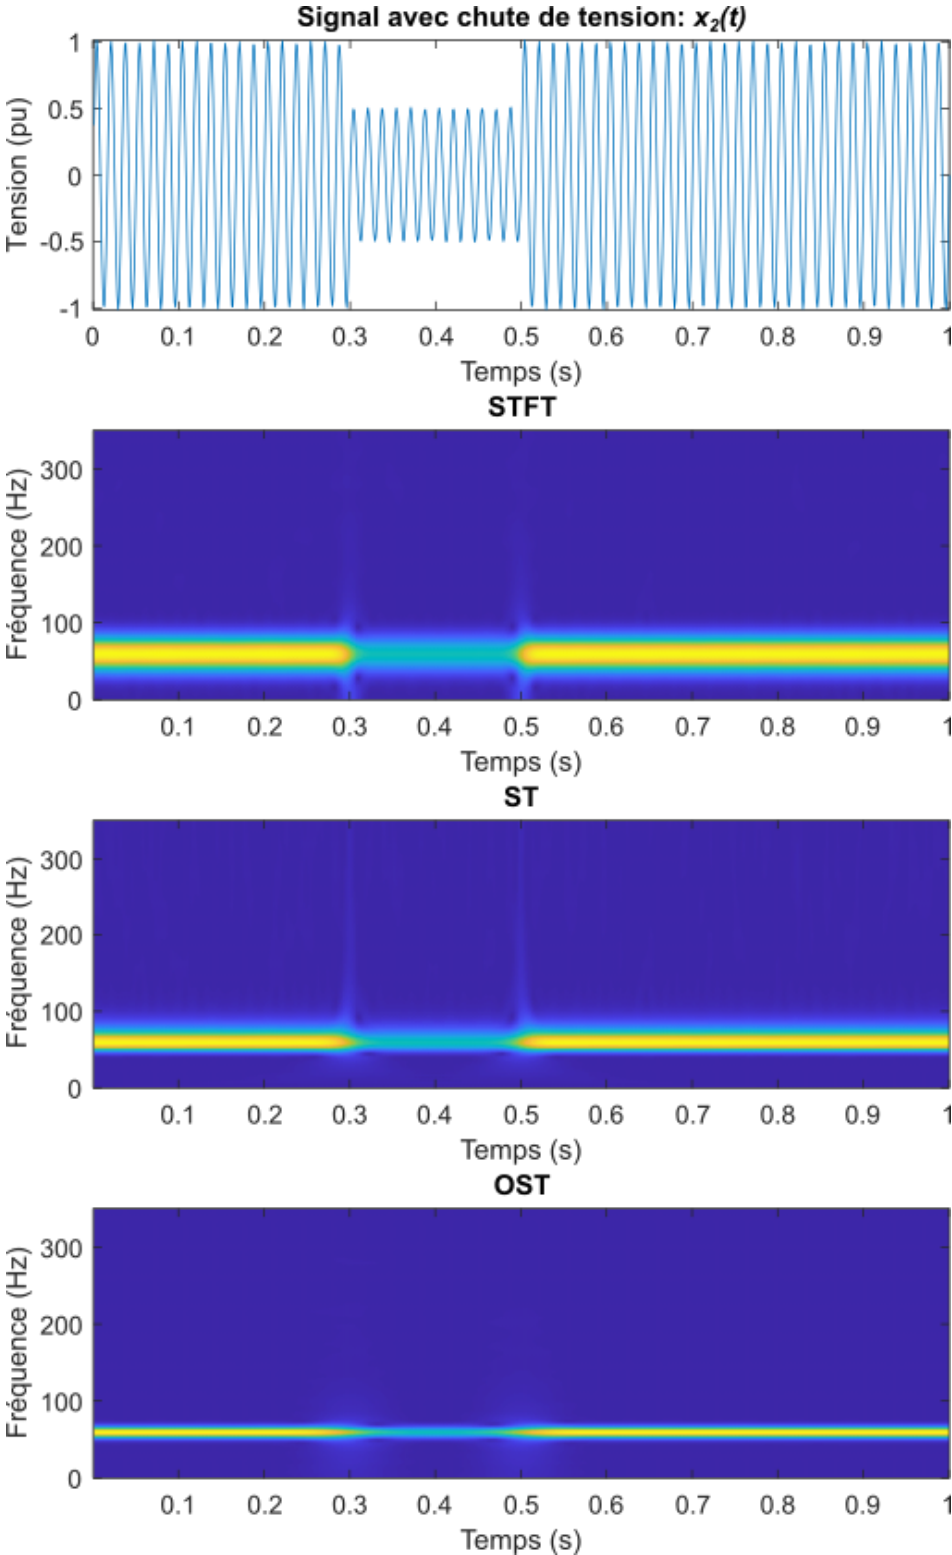 Signal avec chute de tension: x₂(t)
Tension (pu)
1
0.5
0
-0.5
-1
0 0.1 0.2 0.3 0.4 0.5 0.6 0.7 0.8 0.9 1
Temps (s)
STFT
Fréquence (Hz)
300
200
100
0
0.1 0.2 0.3 0.4 0.5 0.6 0.7 0.8 0.9 1
Temps (s)
ST
Fréquence (Hz)
300
200
100
0
0.1 0.2 0.3 0.4 0.5 0.6 0.7 0.8 0.9 1
Temps (s)
OST
Fréquence (Hz)
300
200
100
0
0.1 0.2 0.3 0.4 0.5 0.6 0.7 0.8 0.9 1
Temps (s)